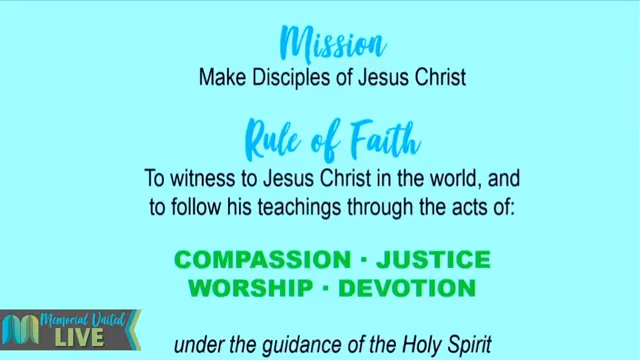 Mission
Make Disciples of Jesus Christ
Rule of Faith
To witness to Jesus Christ in the world, and
to follow his teachings through the acts of:
COMPASSION · JUSTICE
WORSHIP · DEVOTION
under the guidance of the Holy Spirit
Memorial United
LIVE